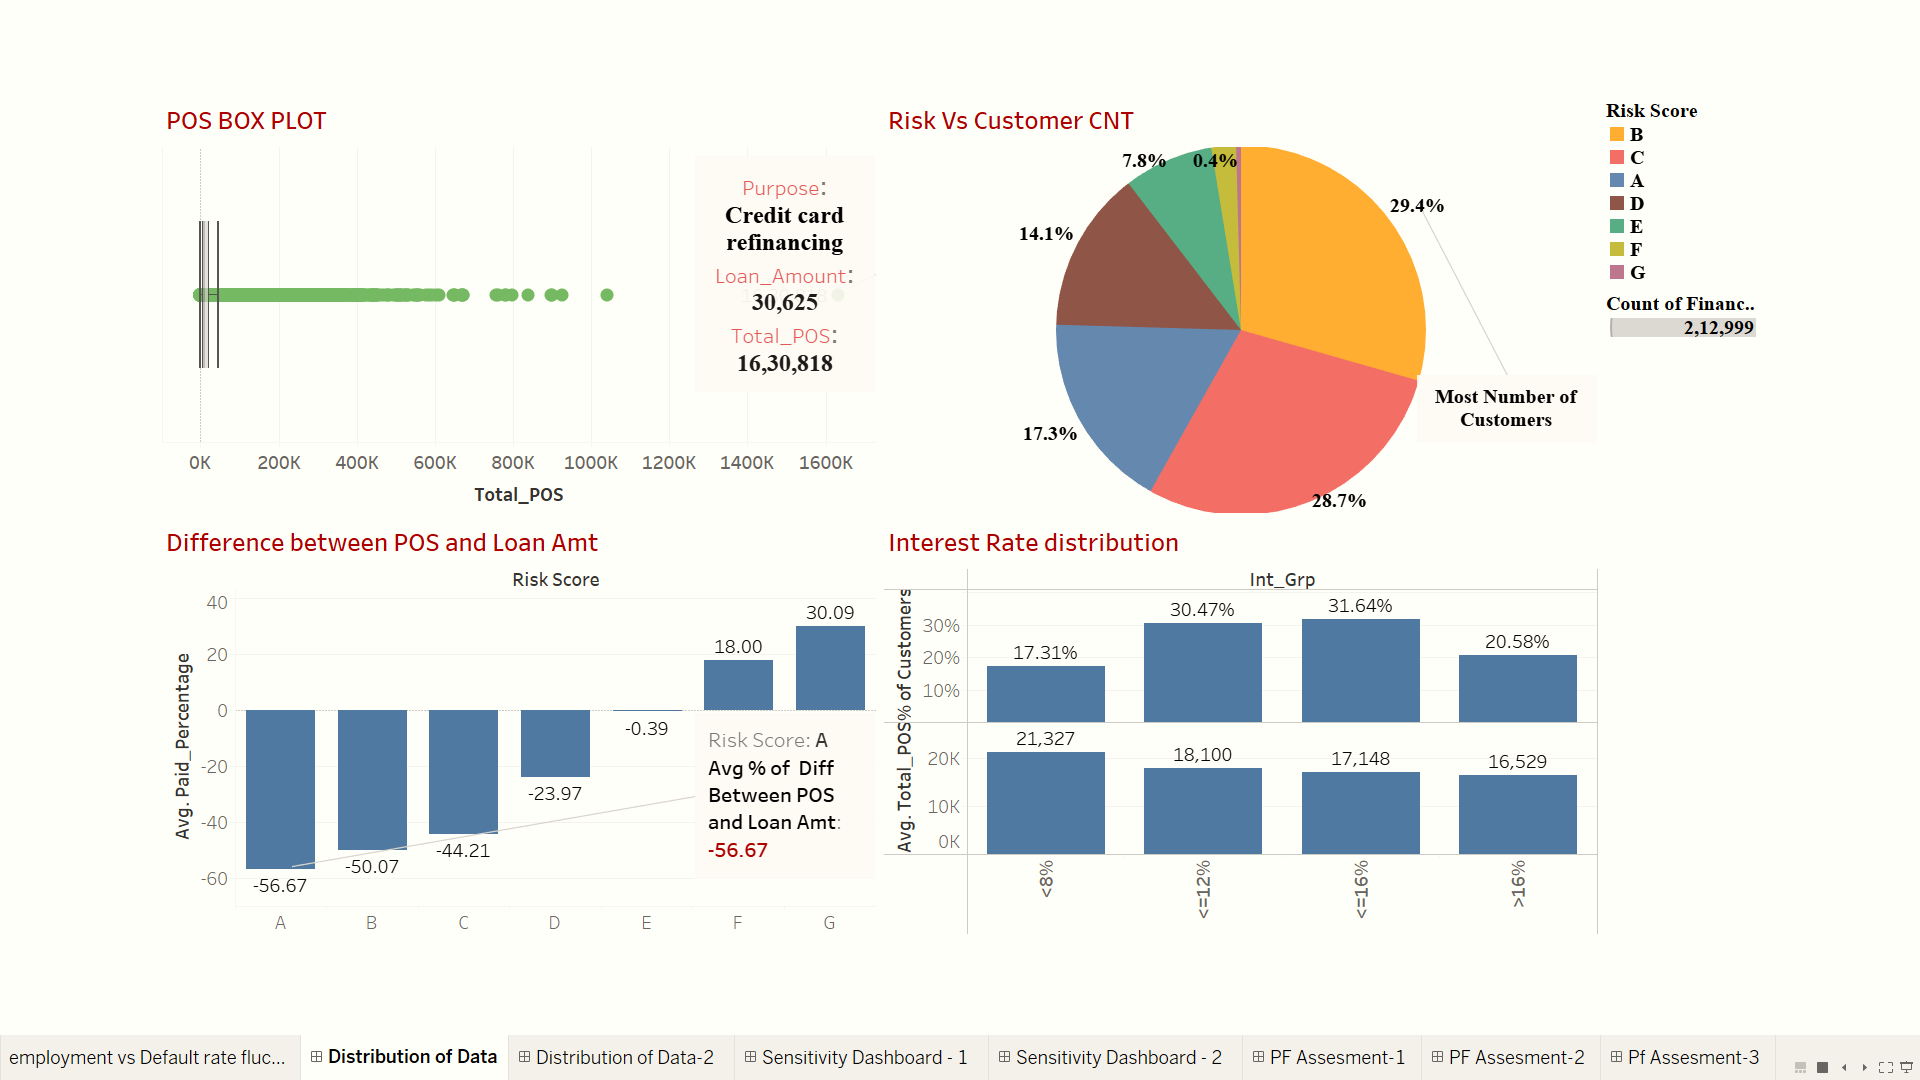 POS BOX PLOT
Purpose:
Credit card
refinancing
Loan_Amount:
30,625
Total_POS:
16,30,818
0K 200K 400K 600K 800K 1000K 1200K 1400K 1600K
Total_POS
Risk Vs Customer CNT
7.8% 0.4%
29.4%
14.1%
17.3%
28.7%
Most Number of
Customers
Risk Score
B
C
A
D
E
F
G
Count of Financ..
2,12,999
Difference between POS and Loan Amt
Risk Score
Avg. Paid_Percentage
40
20
0
-20
-40
-60
-56.67
-50.07
-44.21
-23.97
-0.39
18.00
30.09
Risk Score: A
Avg % of Diff
Between POS
and Loan Amt:
-56.67
A B C D E F G
Interest Rate distribution
Int_Grp
% of Customers
30%
20%
10%
17.31% 30.47% 31.64% 20.58%
Avg. Total_POS
20K
10K
0K
21,327 18,100 17,148 16,529
<8% <=12% <=16% >16%
employment vs Default rate fluc... Distribution of Data Distribution of Data-2 Sensitivity Dashboard - 1 Sensitivity Dashboard - 2 PF Assesment-1 PF Assesment-2 Pf Assesment-3